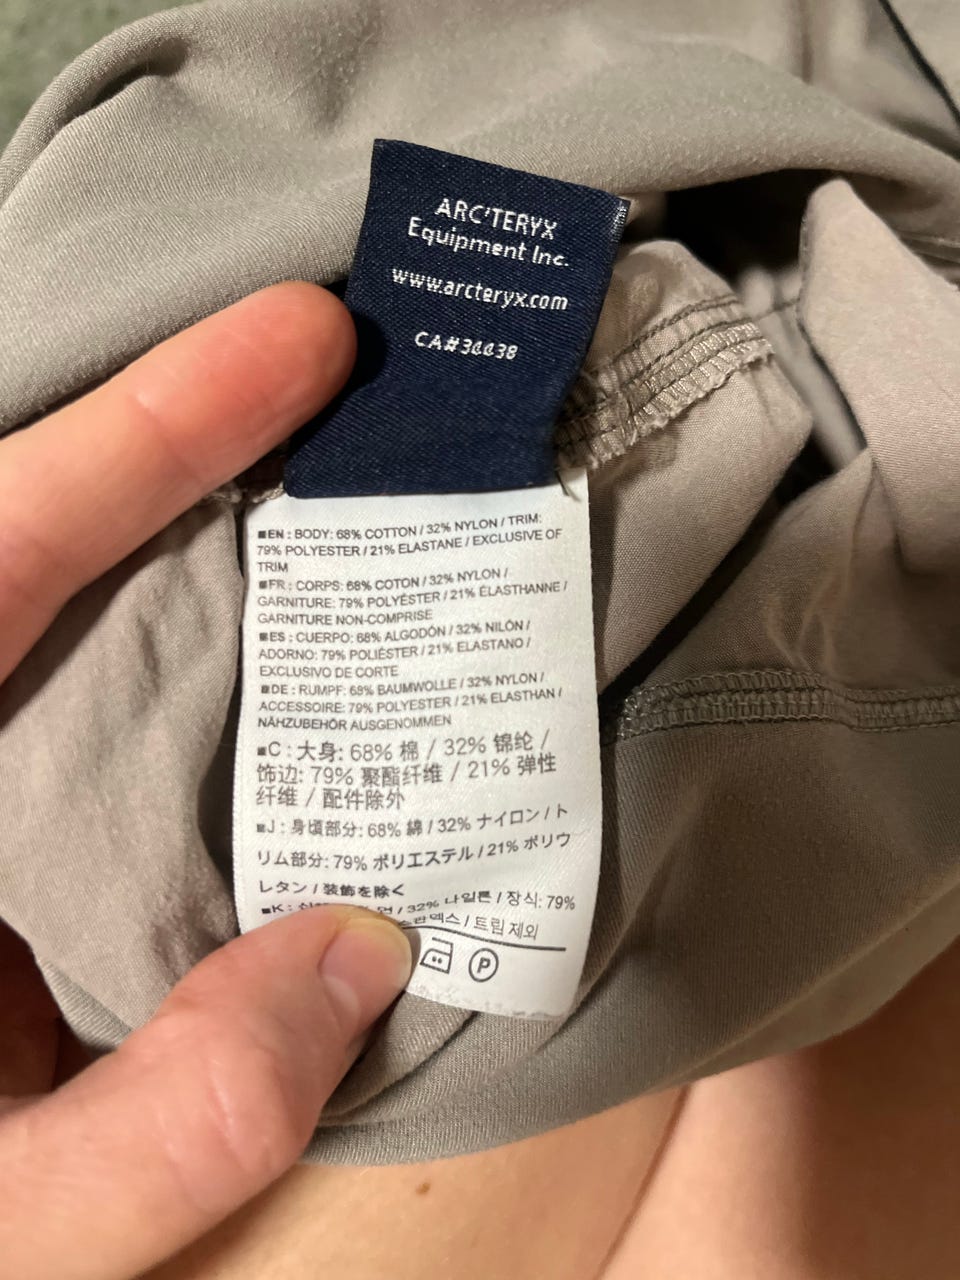 ARC'TERYX
Equipment Inc.
www.arcteryx.com
CA#34438
■EN : BODY: 68% COTTON / 32% NYLON / TRIM:
79% POLYESTER / 21% ELASTANE / EXCLUSIVE OF
TRIM
■FR : CORPS: 68% COTON / 32% NYLON /
GARNITURE: 79% POLYÉSTER / 21% ÉLASTHANNE /
GARNITURE NON-COMPRISE
■ES : CUERPO: 68% ALGODÓN / 32% NILÓN /
ADORNO: 79% POLIÉSTER / 21% ELASTANO /
EXCLUSIVO DE CORTE
■DE : RUMPF: 68% BAUMWOLLE / 32% NYLON /
ACCESSOIRE: 79% POLYESTER / 21% ELASTHAN /
NÄHZUBEHÖR AUSGENOMMEN
■C : 大身: 68% 棉 / 32% 锦纶 /
饰边: 79% 聚酯纤维 / 21% 弹性
纤维 / 配件除外
■J : 身頃部分: 68% 綿 / 32% ナイロン / ト
リム部分: 79% ポリエステル / 21% ポリウ
レタン / 装飾を除く
■K : / 32% 나일론 / 장식: 79%
/ 트림 제외
P